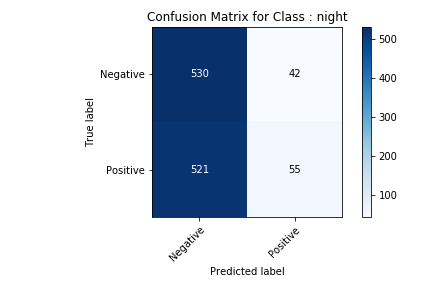 Confusion Matrix for Class : night
True label
Negative
530
42
Positive
521
55
Negative
Positive
Predicted label
500
400
300
200
100